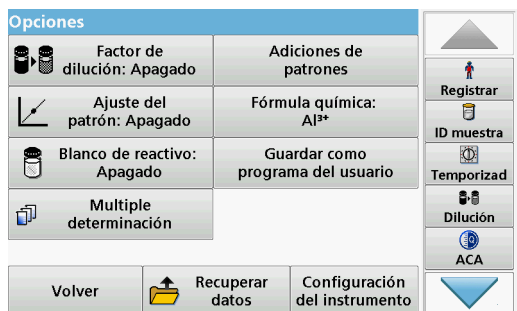 Opciones
Factor de
dilución: Apagado
Adiciones de
patrones
Ajuste del
patrón: Apagado
Fórmula química:
Al³⁺
Blanco de reactivo:
Apagado
Guardar como
programa del usuario
Multiple
determinación
Volver
Recuperar
datos
Configuración
del instrumento
Registrar
ID muestra
Temporizad
Dilución
ACA